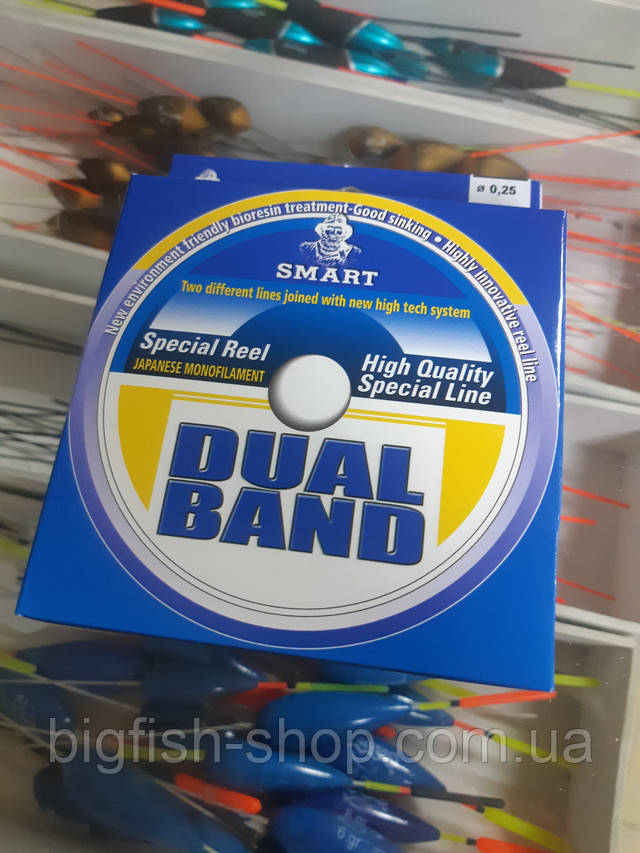 ø 0,25
New environment friendly bioresin treatment-Good sinking • Highly innovative reel line
SMART
Two different lines joined with new high tech system
Special Reel
JAPANESE MONOFILAMENT
High Quality
Special Line
DUAL
BAND
bigfish-shop.com.ua
6 gr
6 gr